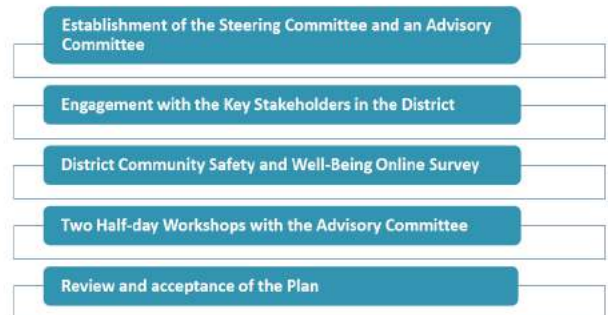 Establishment of the Steering Committee and an Advisory
Committee
Engagement with the Key Stakeholders in the District
District Community Safety and Well-Being Online Survey
Two Half-day Workshops with the Advisory Committee
Review and acceptance of the Plan